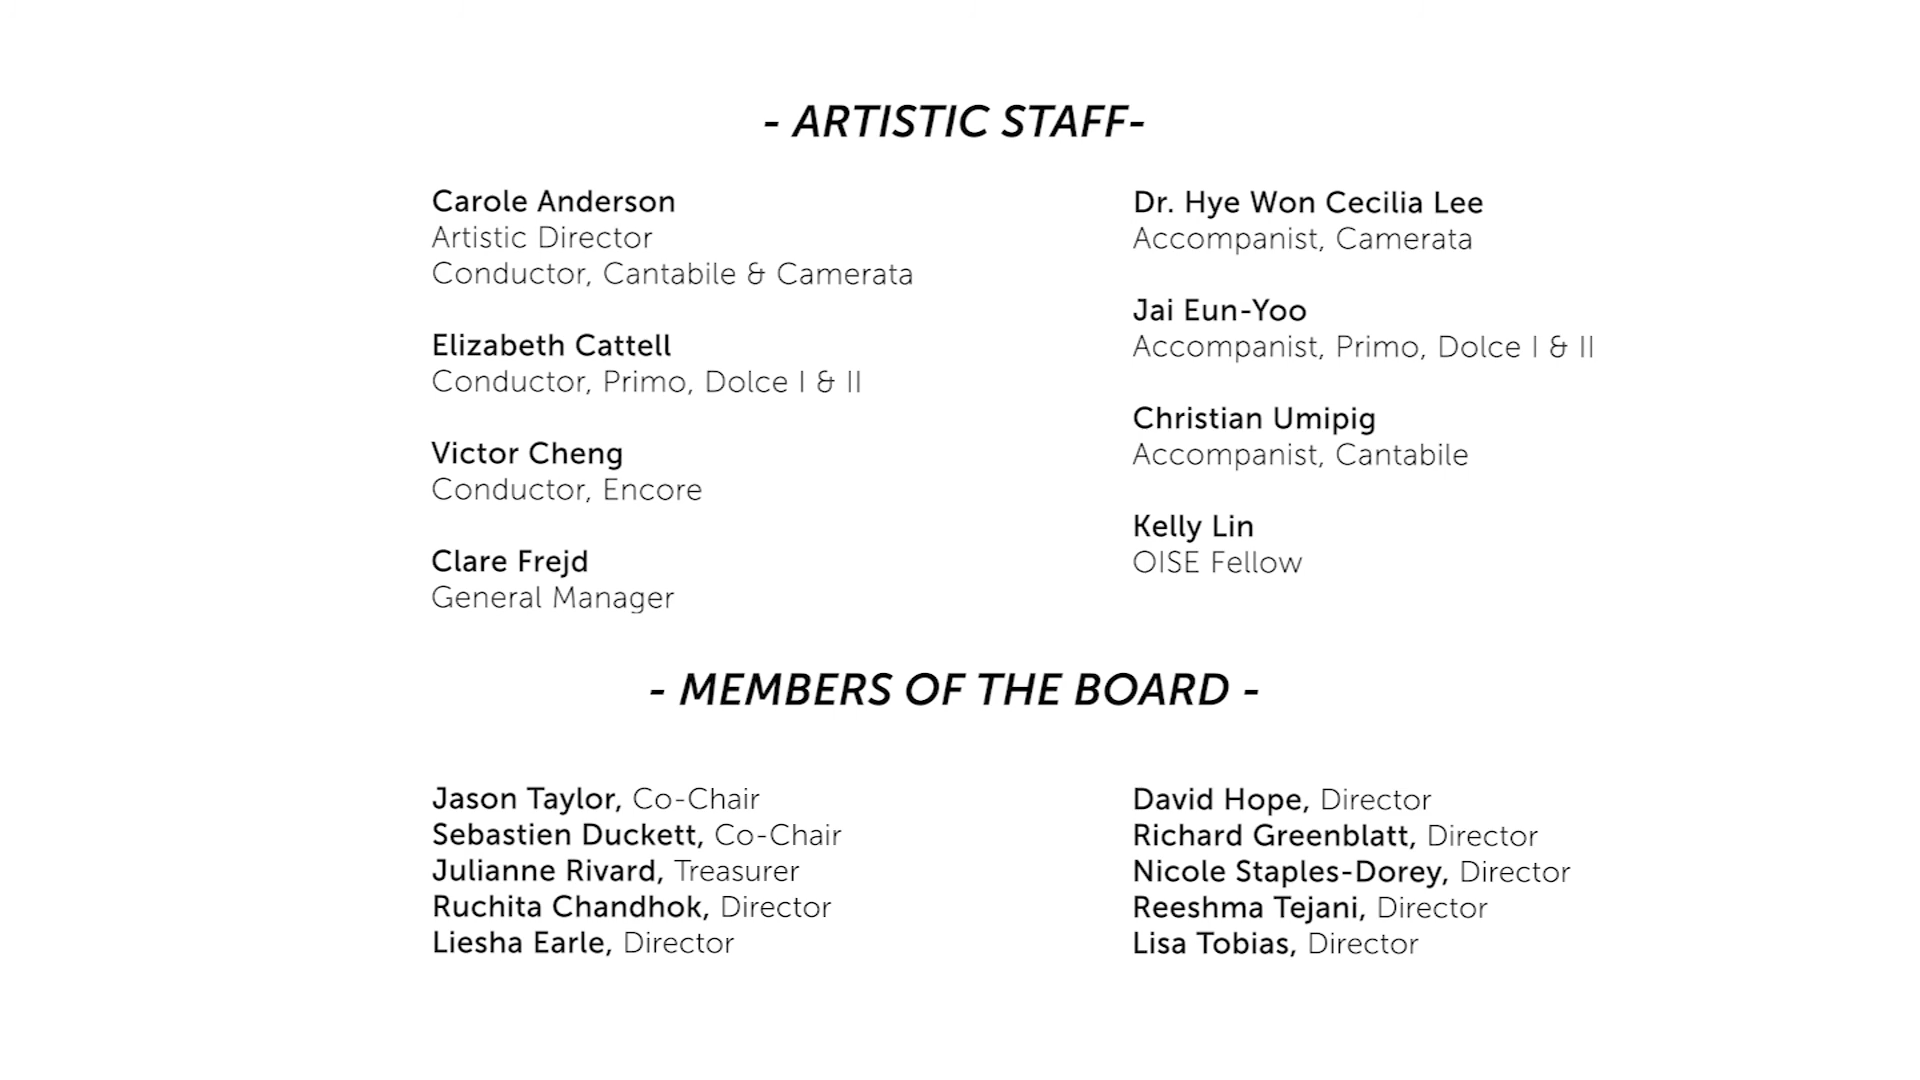 - ARTISTIC STAFF-
Carole Anderson
Artistic Director
Conductor, Cantabile & Camerata
Elizabeth Cattell
Conductor, Primo, Dolce I & II
Victor Cheng
Conductor, Encore
Clare Frejd
General Manager
Dr. Hye Won Cecilia Lee
Accompanist, Camerata
Jai Eun-Yoo
Accompanist, Primo, Dolce I & II
Christian Umipig
Accompanist, Cantabile
Kelly Lin
OISE Fellow
- MEMBERS OF THE BOARD -
Jason Taylor, Co-Chair
Sebastien Duckett, Co-Chair
Julianne Rivard, Treasurer
Ruchita Chandhok, Director
Liesha Earle, Director
David Hope, Director
Richard Greenblatt, Director
Nicole Staples-Dorey, Director
Reeshma Tejani, Director
Lisa Tobias, Director